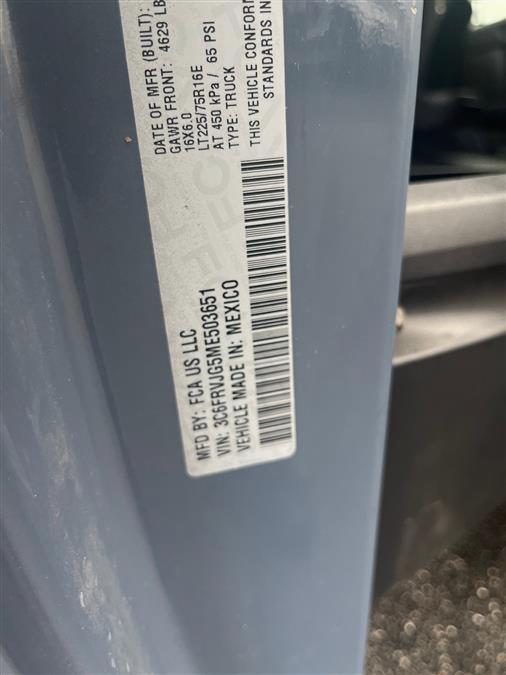 MFD BY: FCA US LLC
DATE OF MFR (BUILT):
GAWR FRONT: 4629 LB
16X6.0
LT225/75R16E
AT 450 kPa / 65 PSI
VIN: 3C6FRVJG5ME503651
TYPE: TRUCK
VEHICLE MADE IN: MEXICO
THIS VEHICLE CONFORM
STANDARDS IN